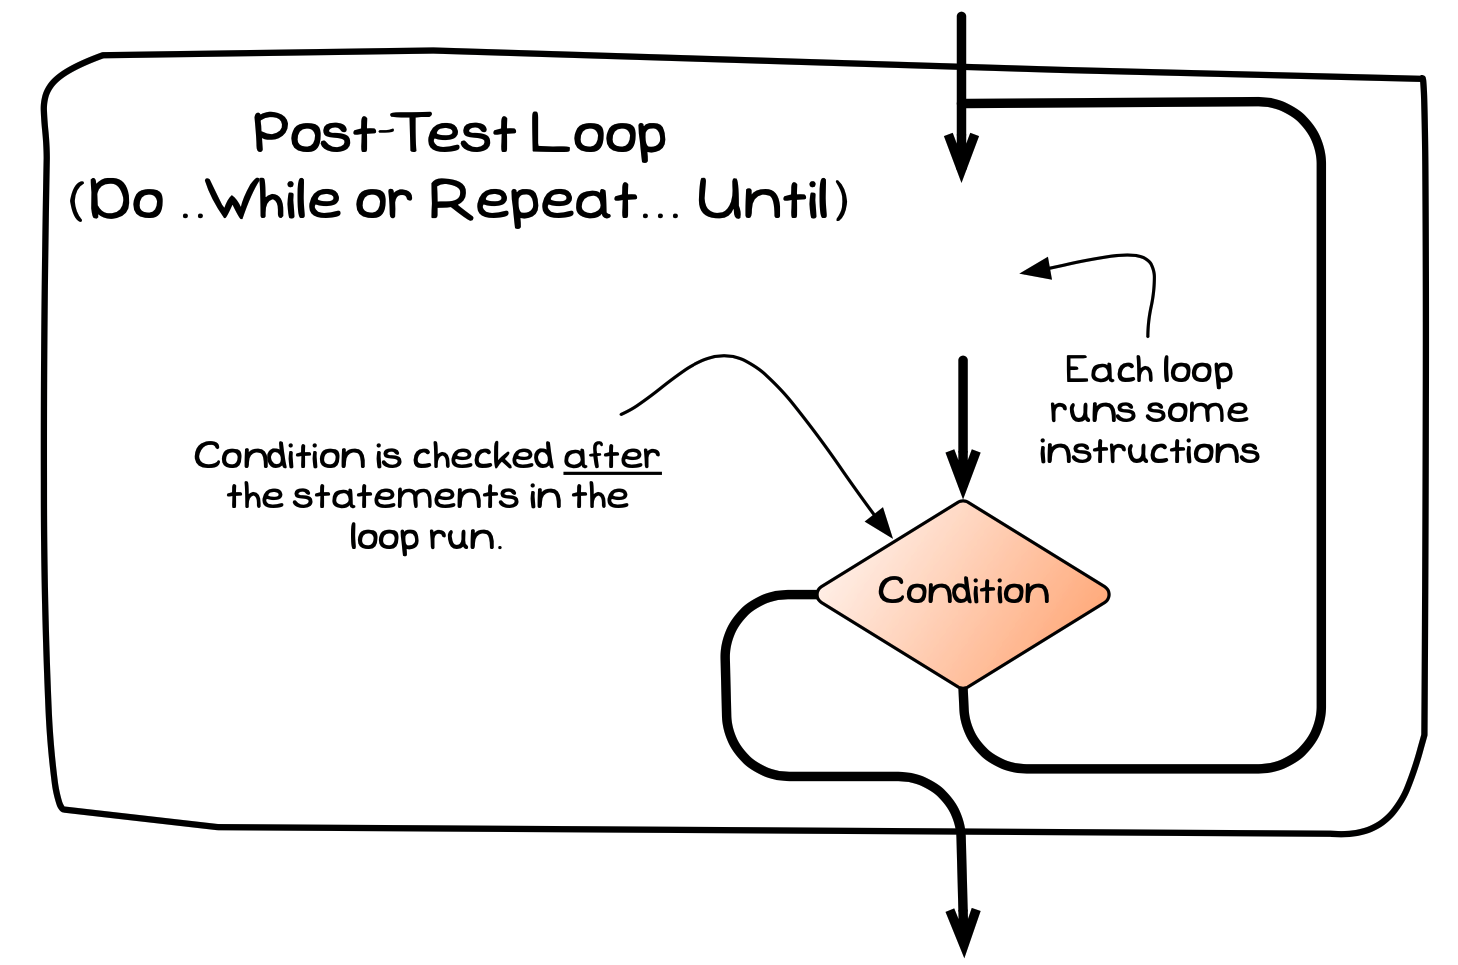 Post-Test Loop
(Do ..While or Repeat... Until)
Each loop
runs some
instructions
Condition is checked after
the statements in the
loop run.
Condition